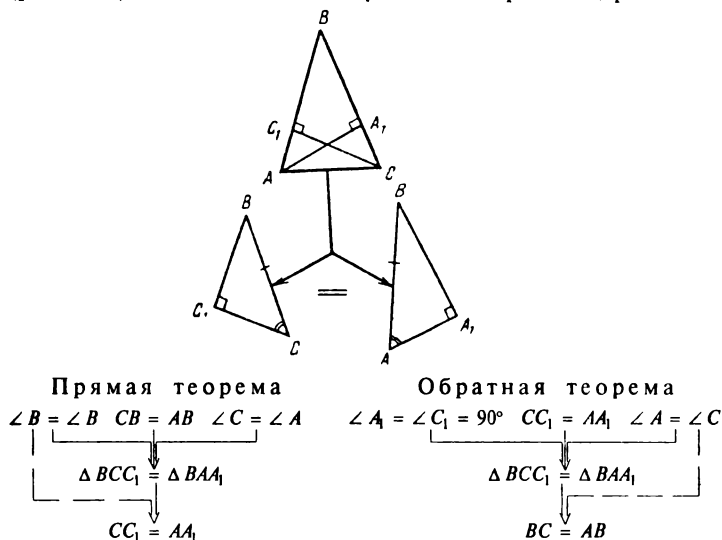 B
C₁ A₁
A C
B B
C₁ C A A₁
Прямая теорема Обратная теорема
∠B = ∠B CB = AB ∠C = ∠A ∠A₁ = ∠C₁ = 90° CC₁ = AA₁ ∠A = ∠C
Δ BCC₁ = Δ BAA₁ Δ BCC₁ = Δ BAA₁
CC₁ = AA₁ BC = AB